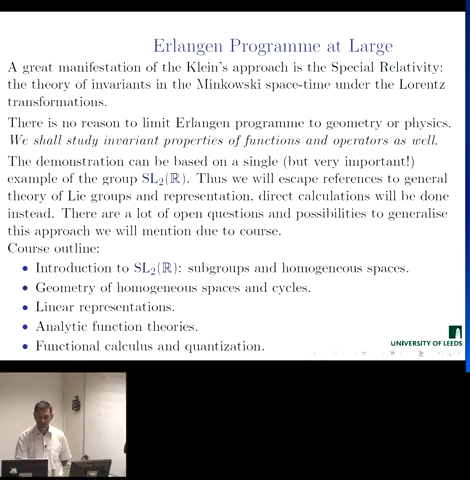 Erlangen Programme at Large
A great manifestation of the Klein's approach is the Special Relativity:
the theory of invariants in the Minkowski space-time under the Lorentz
transformations.
There is no reason to limit Erlangen programme to geometry or physics.
We shall study invariant properties of functions and operators as well.
The demonstration can be based on a single (but very important!)
example of the group SL₂(ℝ). Thus we will escape references to general
theory of Lie groups and representation, direct calculations will be done
instead. There are a lot of open questions and possibilities to generalise
this approach we will mention due to course.
Course outline:
• Introduction to SL₂(ℝ): subgroups and homogeneous spaces.
• Geometry of homogeneous spaces and cycles.
• Linear representations.
• Analytic function theories.
• Functional calculus and quantization.
UNIVERSITY OF LEEDS